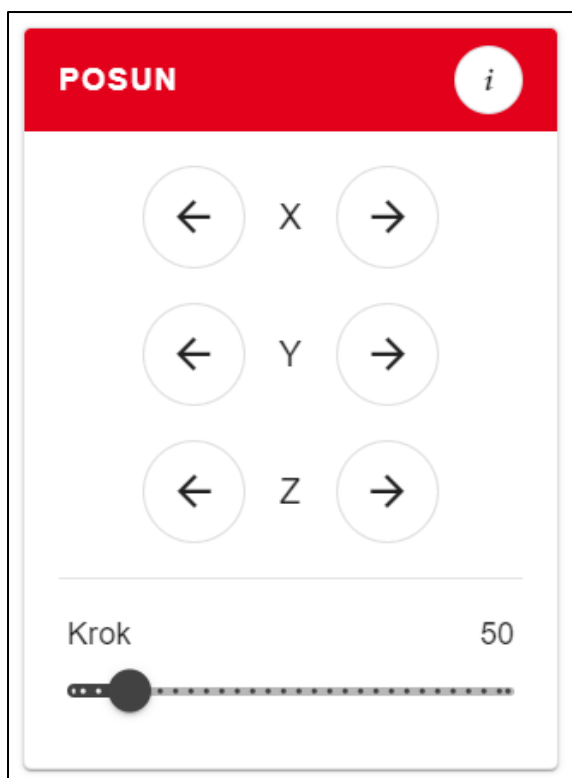 POSUN i
← X →
← Y →
← Z →
Krok 50